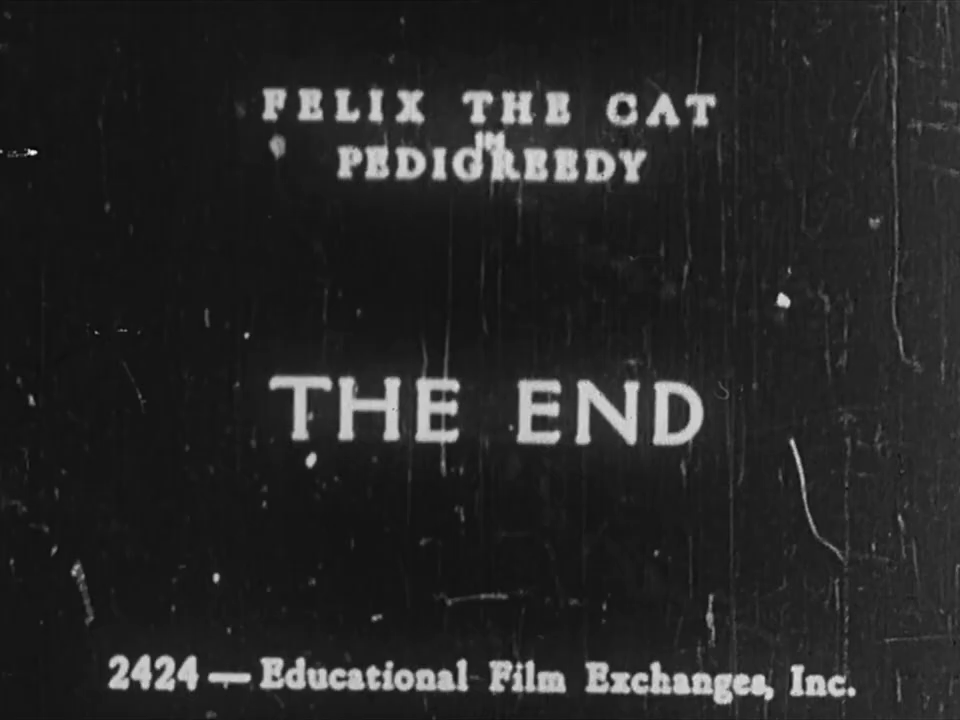 FELIX THE CAT
IN
PEDIGREEDY
THE END
2424 — Educational Film Exchanges, Inc.